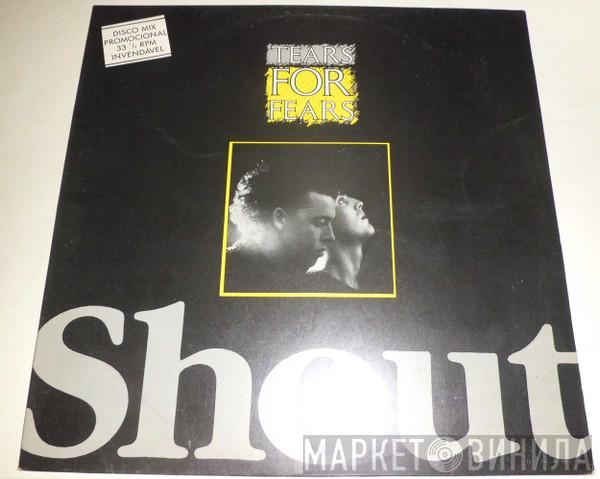 DISCO MIX
PROMOCIONAL
33 1/3 RPM
INVENDÁVEL
TEARS
FOR
FEARS
Shout
МАРКЕТ ВИНИЛА